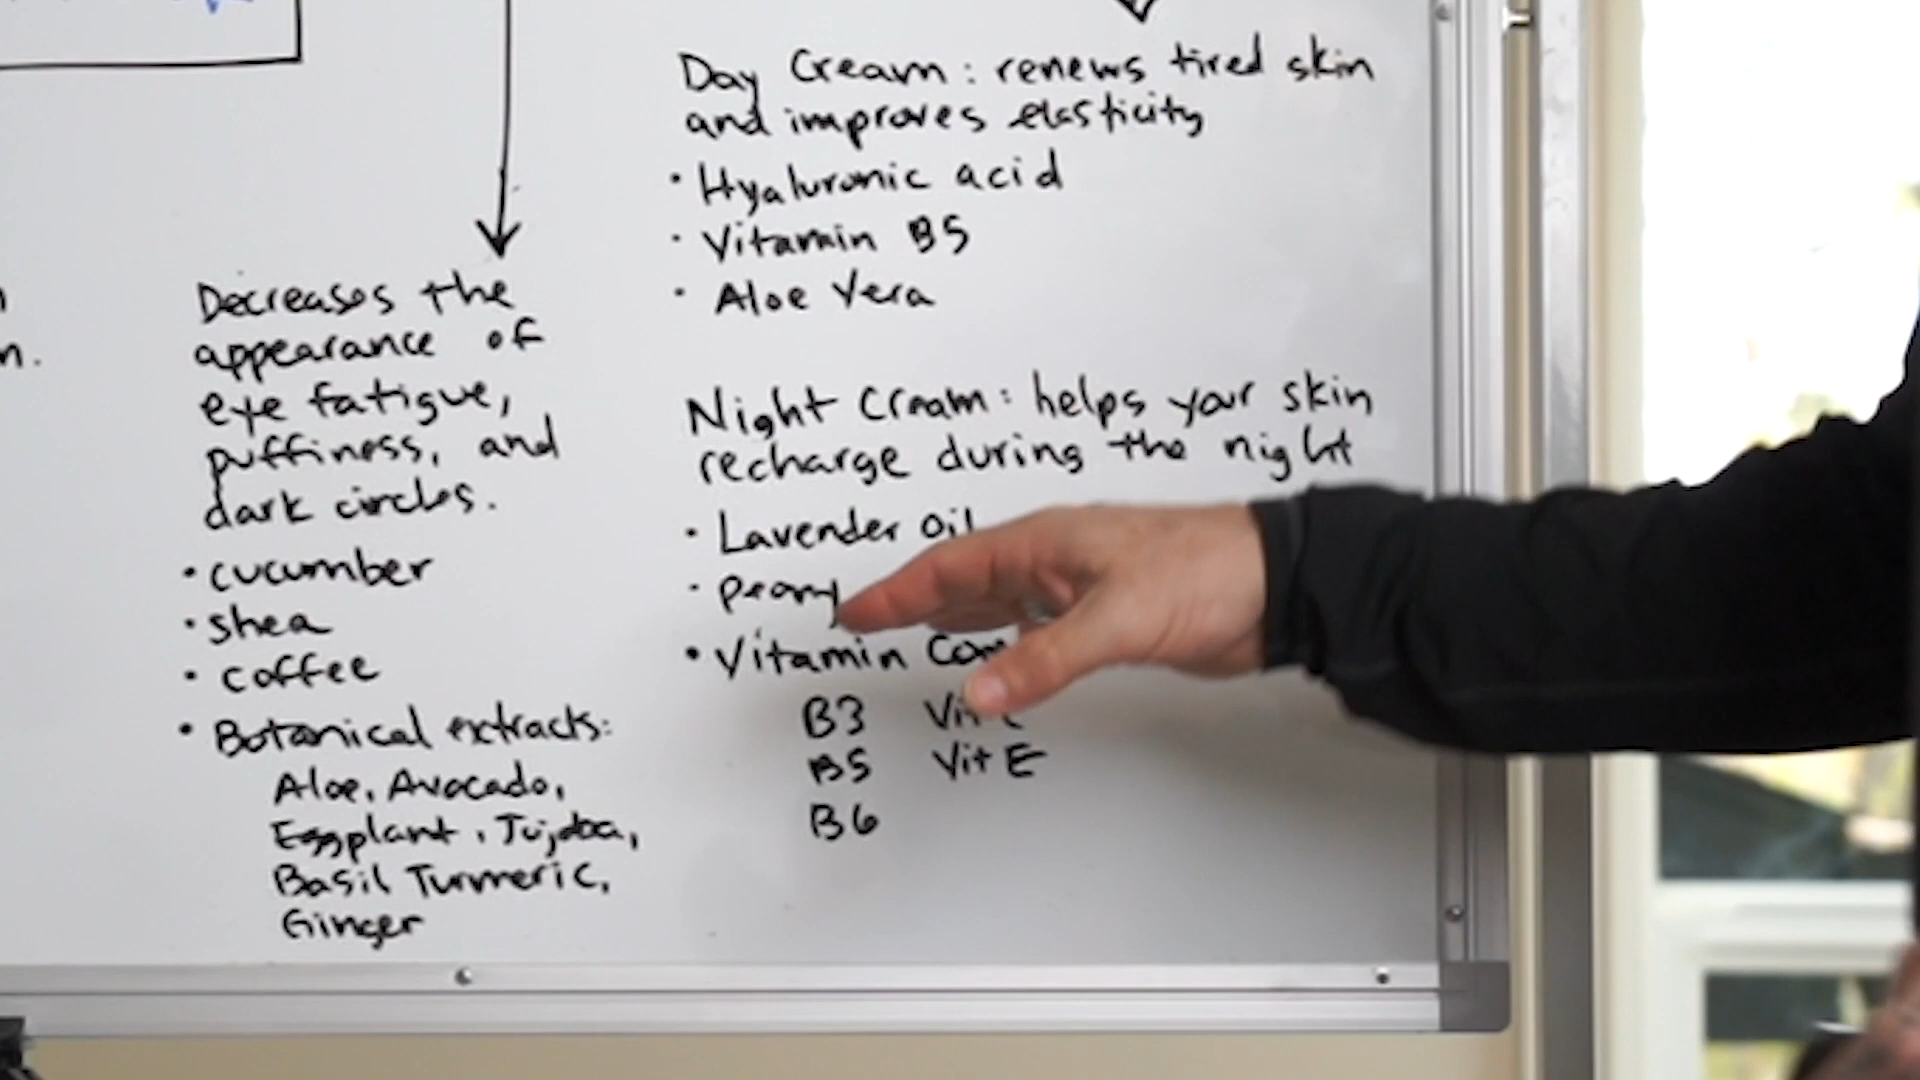 Decreases the
appearance of
eye fatigue,
puffiness, and
dark circles.
• cucumber
• shea
• coffee
• Botanical extracts:
Aloe, Avocado,
Eggplant, Jujoba,
Basil Turmeric,
Ginger
Day Cream: renews tired skin
and improves elasticity
• Hyaluronic acid
• Vitamin B5
• Aloe Vera
Night Cream: helps your skin
recharge during the night
• Lavender Oil
• Peony
• Vitamin
B3 Vit
B5 Vit E
B6